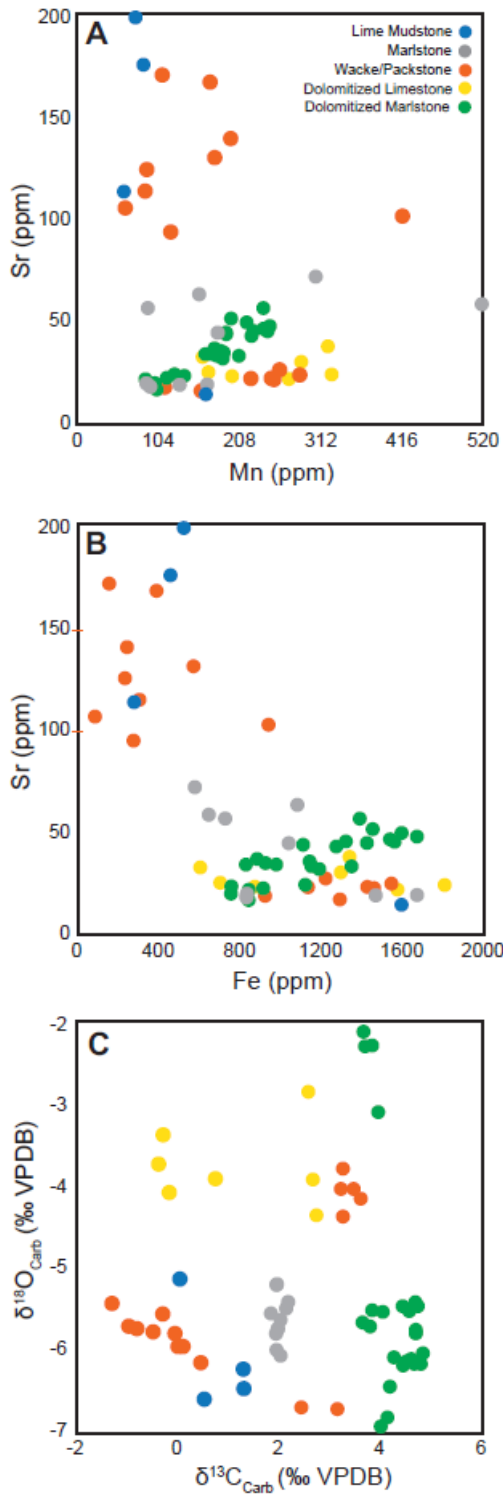 A
Lime Mudstone
Marlstone
Wacke/Packstone
Dolomitized Limestone
Dolomitized Marlstone
200
150
100
50
0
Sr (ppm)
0 104 208 312 416 520
Mn (ppm)
B
200
150
100
50
0
Sr (ppm)
0 400 800 1200 1600 2000
Fe (ppm)
C
-2
-3
-4
-5
-6
-7
δ18OCarb (‰ VPDB)
-2 0 2 4 6
δ13CCarb (‰ VPDB)